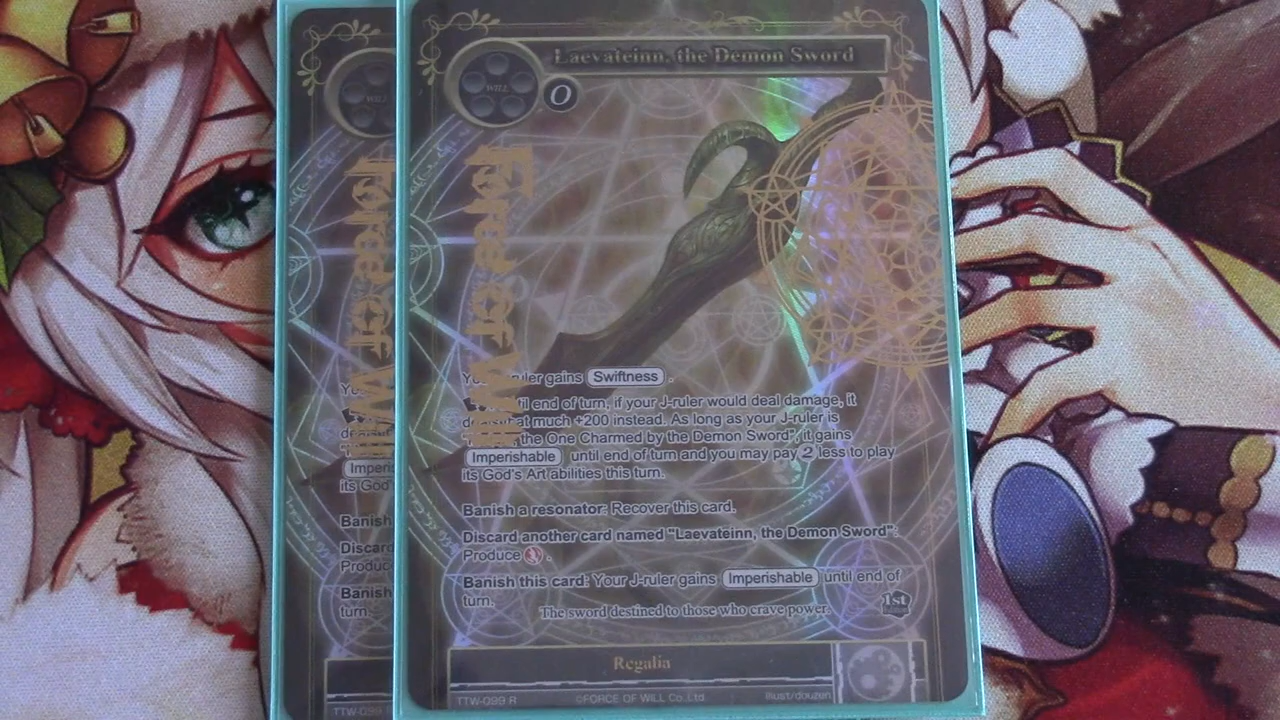 Laevateinn, the Demon Sword
WILL
0
Force of Will
ruler gains Swiftness .
end of turn, if your J-ruler would deal damage, it
much +200 instead. As long as your J-ruler is
the One Charmed by the Demon Sword", it gains
Imperishable until end of turn and you may pay 2 less to play
its God's Art abilities this turn.
Banish a resonator: Recover this card.
Discard another card named "Laevateinn, the Demon Sword":
Produce .
Banish this card: Your J-ruler gains Imperishable until end of
turn.
The sword destined to those who crave power.
1st
Edition
Regalia
TTW-099 R ©FORCE OF WILL Co.,Ltd. Illust/douzen
WILL
Force of Will
its God
Banish
Discard
Banish
turn.
TTW-099